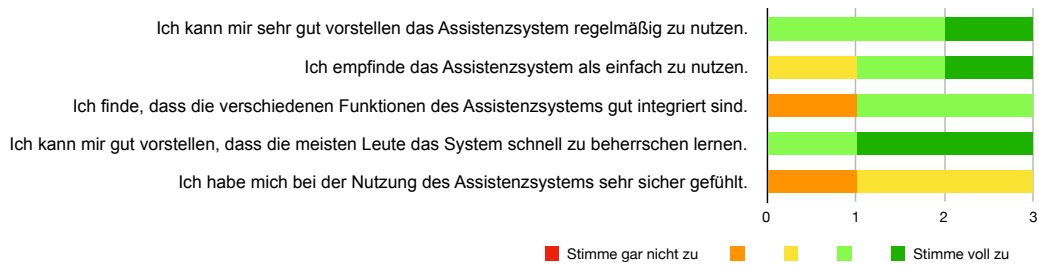 Ich kann mir sehr gut vorstellen das Assistenzsystem regelmäßig zu nutzen.
Ich empfinde das Assistenzsystem als einfach zu nutzen.
Ich finde, dass die verschiedenen Funktionen des Assistenzsystems gut integriert sind.
Ich kann mir gut vorstellen, dass die meisten Leute das System schnell zu beherrschen lernen.
Ich habe mich bei der Nutzung des Assistenzsystems sehr sicher gefühlt.
0 1 2 3
Stimme gar nicht zu Stimme voll zu